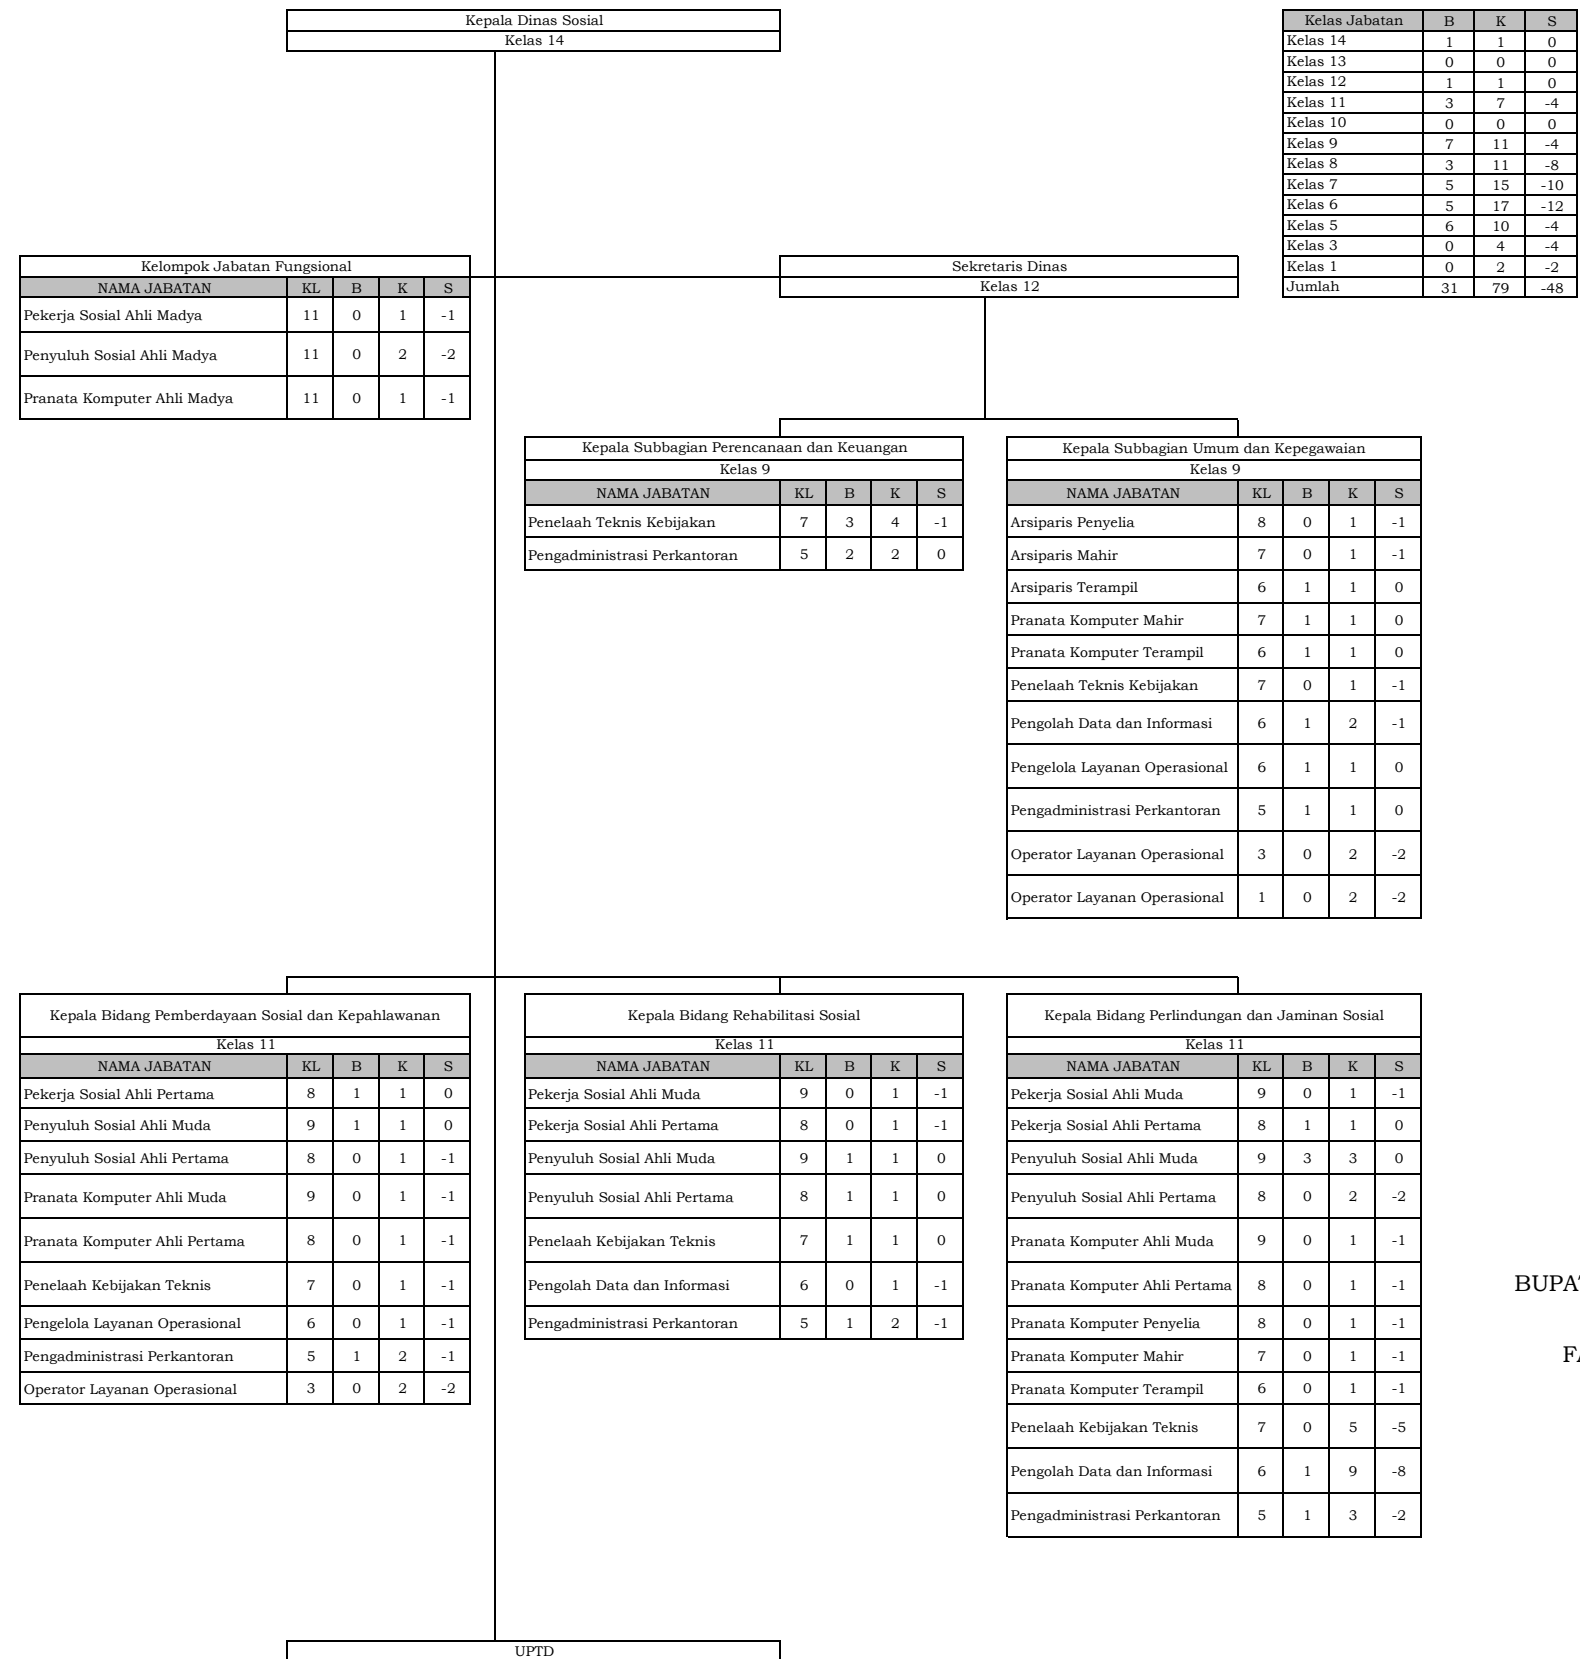 Kepala Dinas Sosial
Kelas 14
Kelas Jabatan B K S
Kelas 14 1 1 0
Kelas 13 0 0 0
Kelas 12 1 1 0
Kelas 11 3 7 -4
Kelas 10 0 0 0
Kelas 9 7 11 -4
Kelas 8 3 11 -8
Kelas 7 5 15 -10
Kelas 6 5 17 -12
Kelas 5 6 10 -4
Kelas 3 0 4 -4
Kelas 1 0 2 -2
Jumlah 31 79 -48
Kelompok Jabatan Fungsional
NAMA JABATAN KL B K S
Pekerja Sosial Ahli Madya 11 0 1 -1
Penyuluh Sosial Ahli Madya 11 0 2 -2
Pranata Komputer Ahli Madya 11 0 1 -1
Sekretaris Dinas
Kelas 12
Kepala Subbagian Perencanaan dan Keuangan
Kelas 9
NAMA JABATAN KL B K S
Penelaah Teknis Kebijakan 7 3 4 -1
Pengadministrasi Perkantoran 5 2 2 0
Kepala Subbagian Umum dan Kepegawaian
Kelas 9
NAMA JABATAN KL B K S
Arsiparis Penyelia 8 0 1 -1
Arsiparis Mahir 7 0 1 -1
Arsiparis Terampil 6 1 1 0
Pranata Komputer Mahir 7 1 1 0
Pranata Komputer Terampil 6 1 1 0
Penelaah Teknis Kebijakan 7 0 1 -1
Pengolah Data dan Informasi 6 1 2 -1
Pengelola Layanan Operasional 6 1 1 0
Pengadministrasi Perkantoran 5 1 1 0
Operator Layanan Operasional 3 0 2 -2
Operator Layanan Operasional 1 0 2 -2
Kepala Bidang Pemberdayaan Sosial dan Kepahlawanan
Kelas 11
NAMA JABATAN KL B K S
Pekerja Sosial Ahli Pertama 8 1 1 0
Penyuluh Sosial Ahli Muda 9 1 1 0
Penyuluh Sosial Ahli Pertama 8 0 1 -1
Pranata Komputer Ahli Muda 9 0 1 -1
Pranata Komputer Ahli Pertama 8 0 1 -1
Penelaah Kebijakan Teknis 7 0 1 -1
Pengelola Layanan Operasional 6 0 1 -1
Pengadministrasi Perkantoran 5 1 2 -1
Operator Layanan Operasional 3 0 2 -2
Kepala Bidang Rehabilitasi Sosial
Kelas 11
NAMA JABATAN KL B K S
Pekerja Sosial Ahli Muda 9 0 1 -1
Pekerja Sosial Ahli Pertama 8 0 1 -1
Penyuluh Sosial Ahli Muda 9 1 1 0
Penyuluh Sosial Ahli Pertama 8 1 1 0
Penelaah Kebijakan Teknis 7 1 1 0
Pengolah Data dan Informasi 6 0 1 -1
Pengadministrasi Perkantoran 5 1 2 -1
Kepala Bidang Perlindungan dan Jaminan Sosial
Kelas 11
NAMA JABATAN KL B K S
Pekerja Sosial Ahli Muda 9 0 1 -1
Pekerja Sosial Ahli Pertama 8 1 1 0
Penyuluh Sosial Ahli Muda 9 3 3 0
Penyuluh Sosial Ahli Pertama 8 0 2 -2
Pranata Komputer Ahli Muda 9 0 1 -1
Pranata Komputer Ahli Pertama 8 0 1 -1
Pranata Komputer Penyelia 8 0 1 -1
Pranata Komputer Mahir 7 0 1 -1
Pranata Komputer Terampil 6 0 1 -1
Penelaah Kebijakan Teknis 7 0 5 -5
Pengolah Data dan Informasi 6 1 9 -8
Pengadministrasi Perkantoran 5 1 3 -2
UPTD